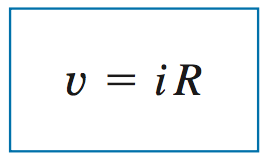 v = iR